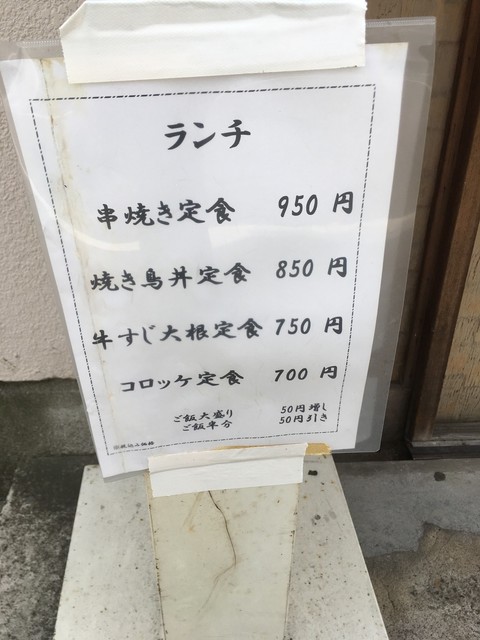 ランチ
串焼き定食 950 円
焼き鳥丼定食 850 円
牛すじ大根定食 750 円
コロッケ定食 700 円
ご飯大盛り 50円増し
ご飯半分 50円引き